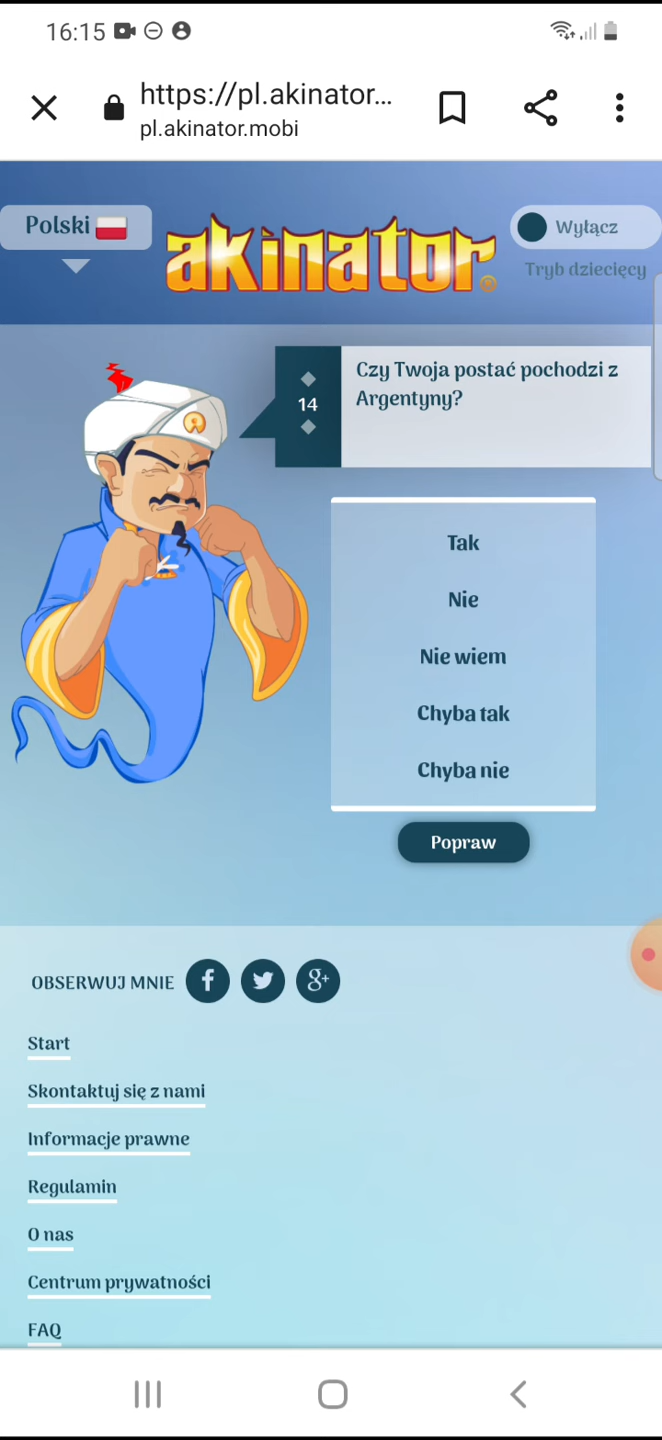 16:15
https://pl.akinator...
pl.akinator.mobi
Polski
akinator®
Wyłącz
Tryb dziecięcy
14
Czy Twoja postać pochodzi z
Argentyny?
Tak
Nie
Nie wiem
Chyba tak
Chyba nie
Popraw
OBSERWUJ MNIE
Start
Skontaktuj się z nami
Informacje prawne
Regulamin
O nas
Centrum prywatności
FAQ